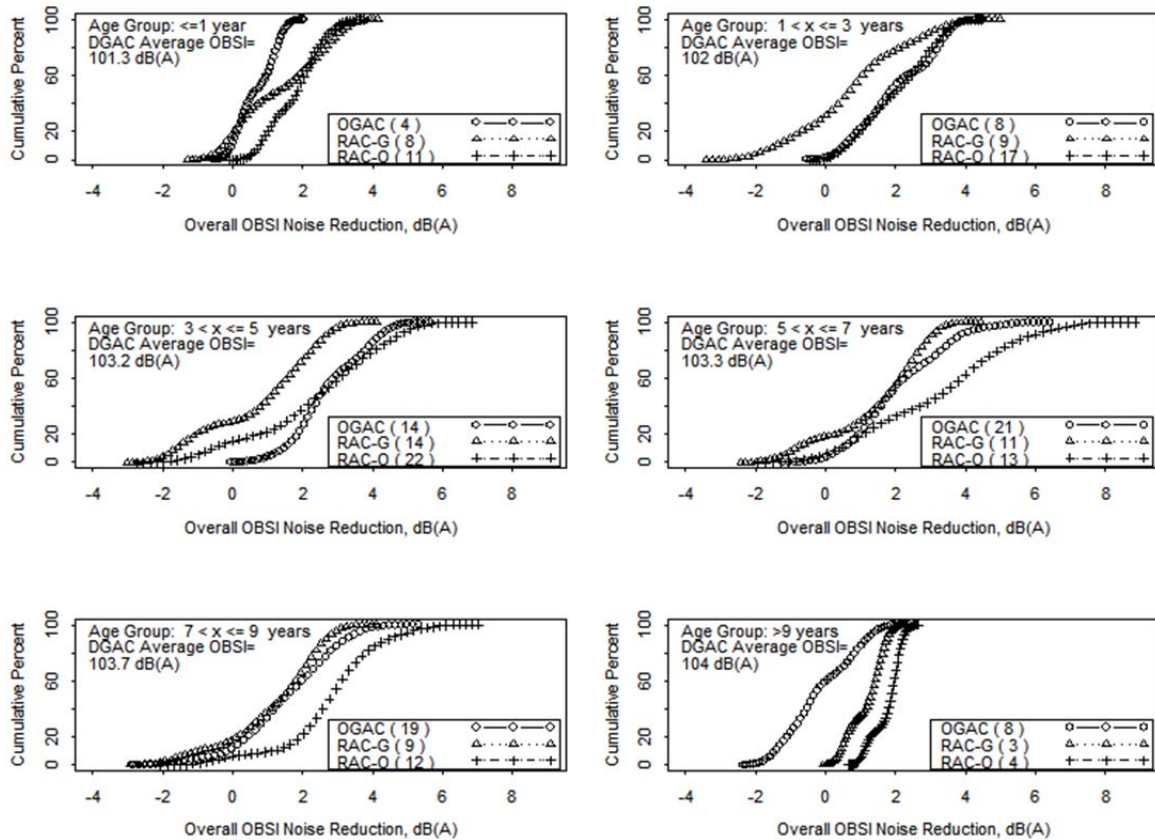 Age Group: <=1 year
DGAC Average OBSI=
101.3 dB(A)
Cumulative Percent
0 20 60 100
OGAC ( 4 )
RAC-G ( 8 )
RAC-O ( 11 )
-4 -2 0 2 4 6 8
Overall OBSI Noise Reduction, dB(A)
Age Group: 1 < x <= 3 years
DGAC Average OBSI=
102 dB(A)
Cumulative Percent
0 20 60 100
OGAC ( 8 )
RAC-G ( 9 )
RAC-O ( 17 )
-4 -2 0 2 4 6 8
Overall OBSI Noise Reduction, dB(A)
Age Group: 3 < x <= 5 years
DGAC Average OBSI=
103.2 dB(A)
Cumulative Percent
0 20 60 100
OGAC ( 14 )
RAC-G ( 14 )
RAC-O ( 22 )
-4 -2 0 2 4 6 8
Overall OBSI Noise Reduction, dB(A)
Age Group: 5 < x <= 7 years
DGAC Average OBSI=
103.3 dB(A)
Cumulative Percent
0 20 60 100
OGAC ( 21 )
RAC-G ( 11 )
RAC-O ( 13 )
-4 -2 0 2 4 6 8
Overall OBSI Noise Reduction, dB(A)
Age Group: 7 < x <= 9 years
DGAC Average OBSI=
103.7 dB(A)
Cumulative Percent
0 20 60 100
OGAC ( 19 )
RAC-G ( 9 )
RAC-O ( 12 )
-4 -2 0 2 4 6 8
Overall OBSI Noise Reduction, dB(A)
Age Group: >9 years
DGAC Average OBSI=
104 dB(A)
Cumulative Percent
0 20 60 100
OGAC ( 8 )
RAC-G ( 3 )
RAC-O ( 4 )
-4 -2 0 2 4 6 8
Overall OBSI Noise Reduction, dB(A)